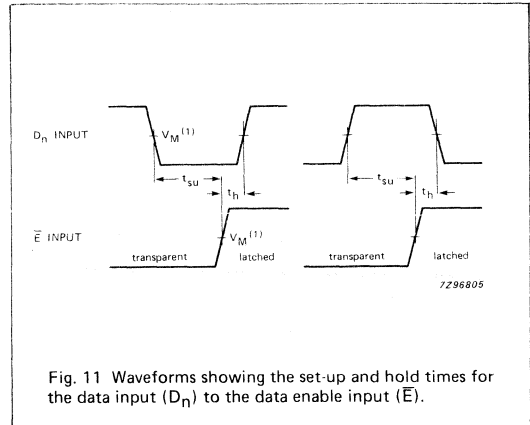 Dn INPUT
VM(1)
tsu
th
tsu
th
E̅ INPUT
VM(1)
transparent
latched
transparent
latched
7Z96805
Fig. 11 Waveforms showing the set-up and hold times for
the data input (Dn) to the data enable input (E̅).